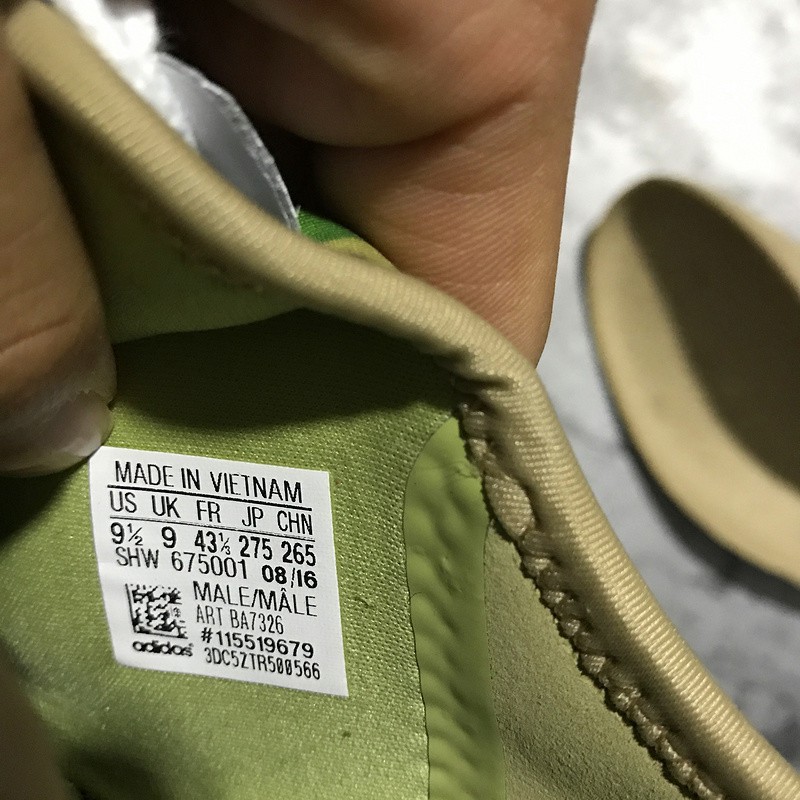 MADE IN VIETNAM
US UK FR JP CHN
9½ 9 43⅓ 275 265
SHW 675001 08/16
MALE/MÂLE
ART BA7326
#115519679
adidas 3DC52TR500566